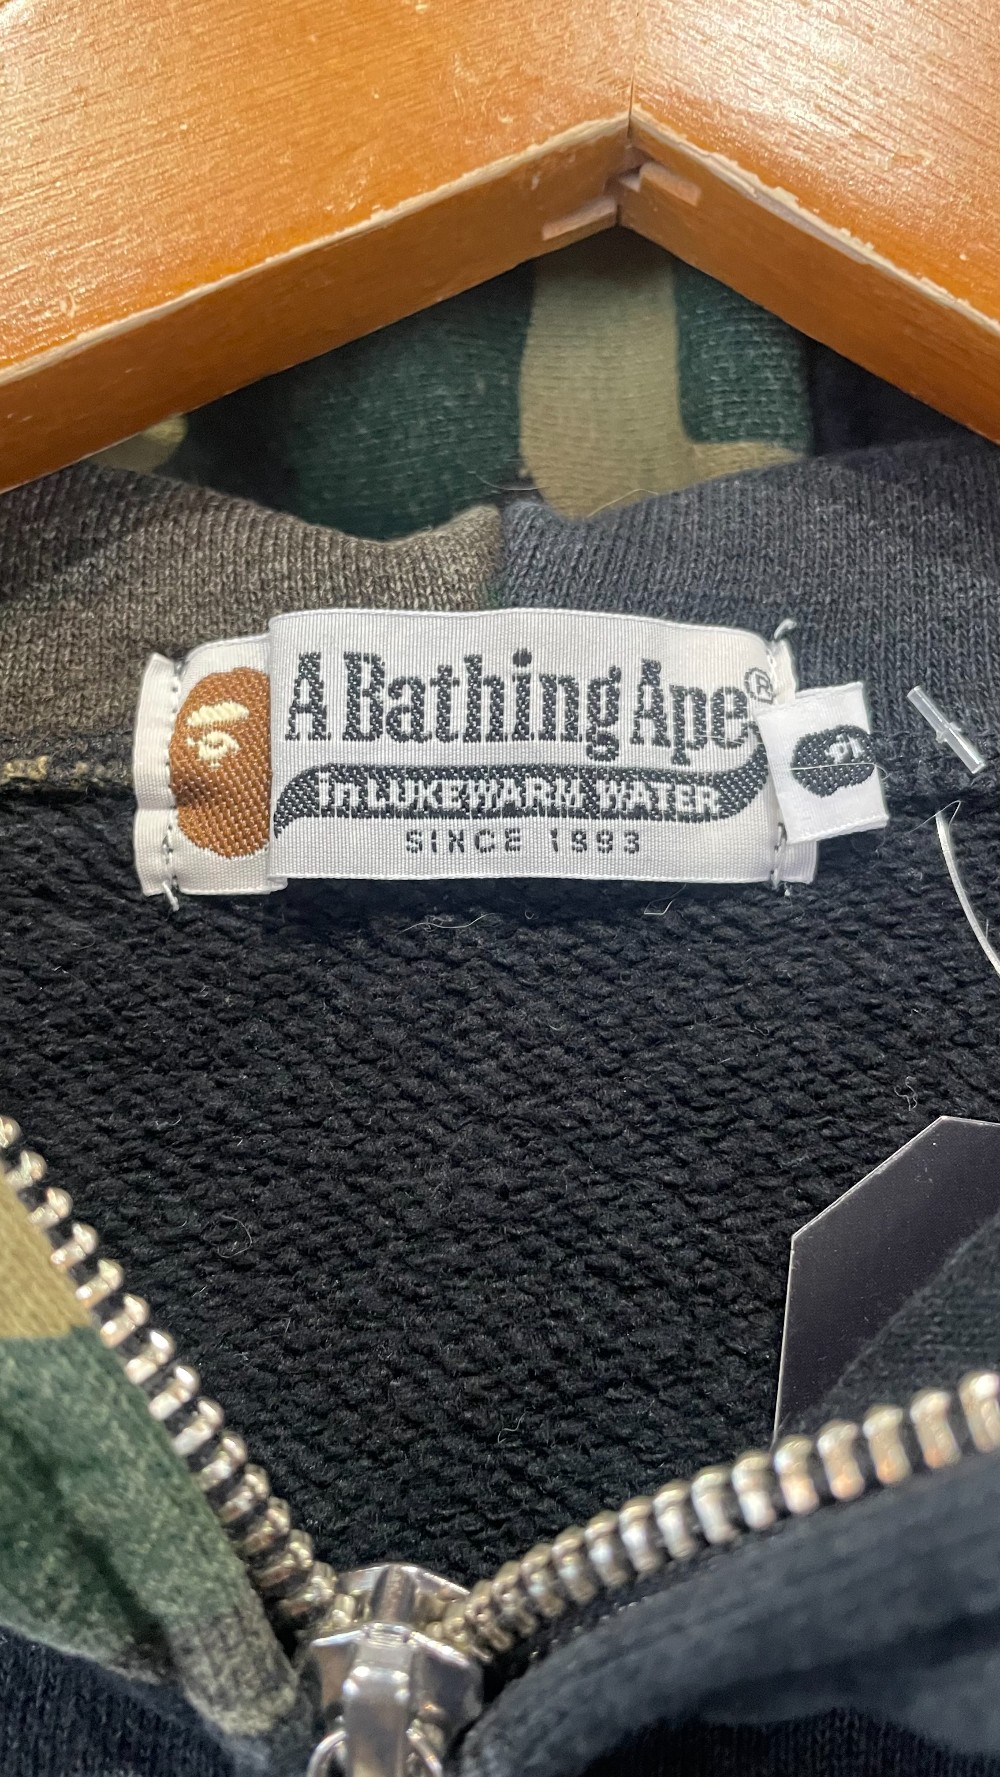 A Bathing Ape®
in LUKEWARM WATER
SINCE 1993